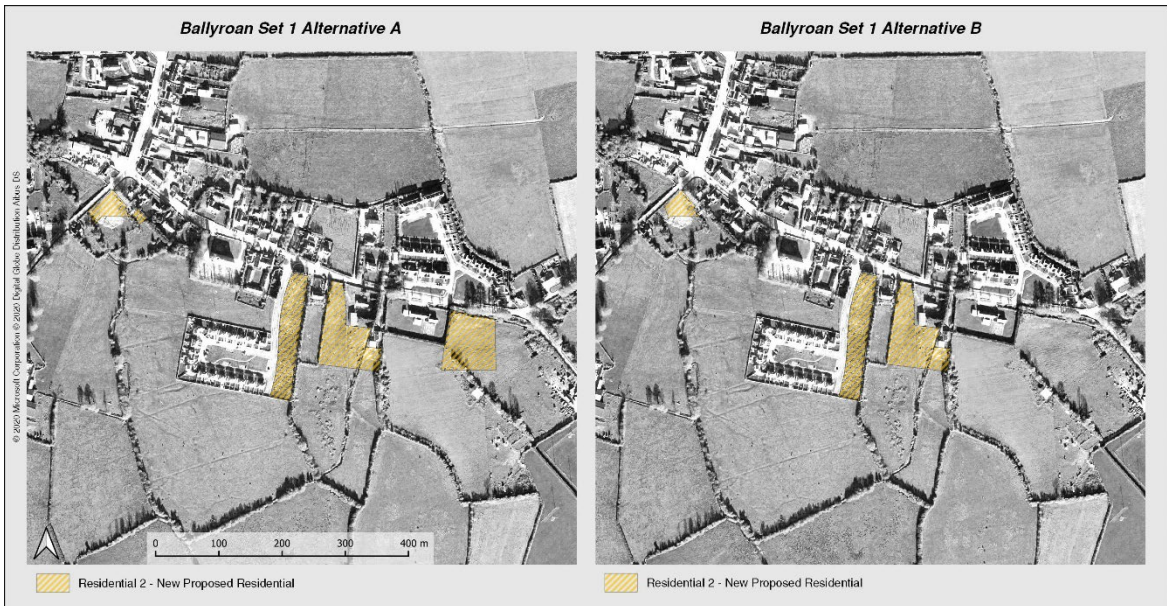 Ballyroan Set 1 Alternative A
Ballyroan Set 1 Alternative B
© 2020 Microsoft Corporation © 2020 Digital Globe Distribution Aibus DS
0 100 200 300 400 m
Residential 2 - New Proposed Residential
Residential 2 - New Proposed Residential